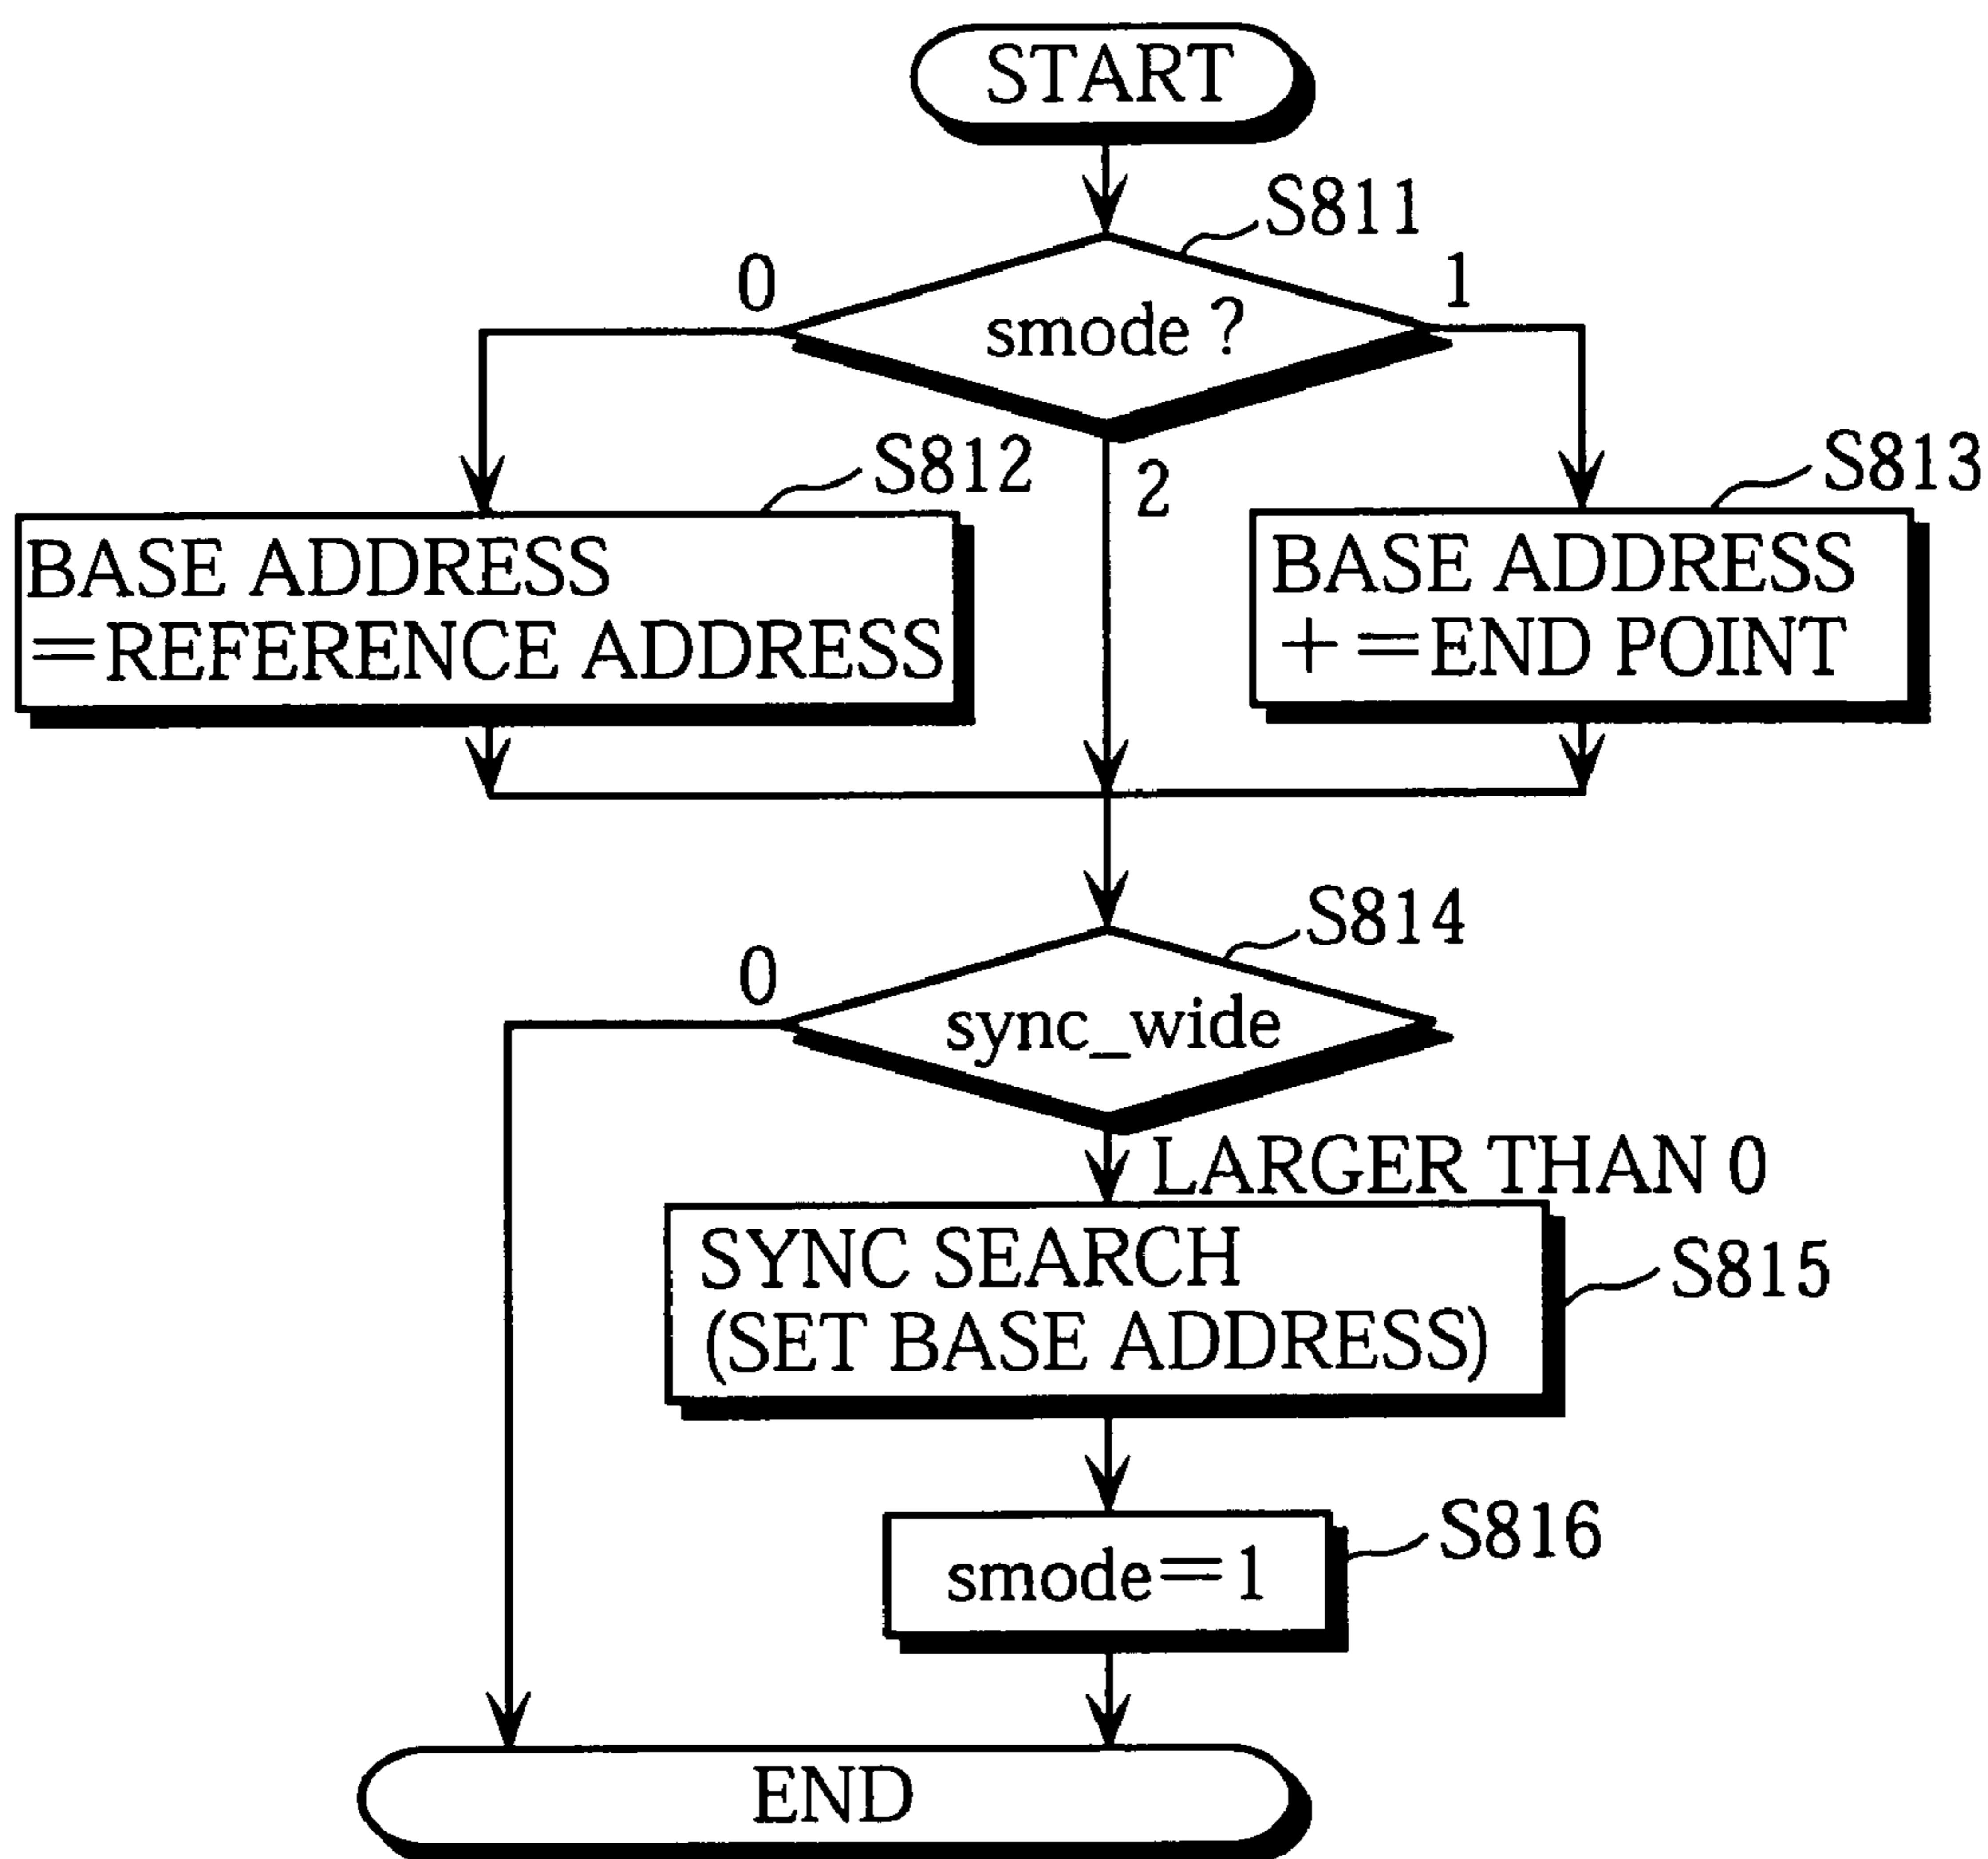 START
S811
0
1
smode ?
S812
2
S813
BASE ADDRESS
=REFERENCE ADDRESS
BASE ADDRESS
+=END POINT
S814
0
sync_wide
LARGER THAN 0
SYNC SEARCH
(SET BASE ADDRESS)
S815
S816
smode=1
END